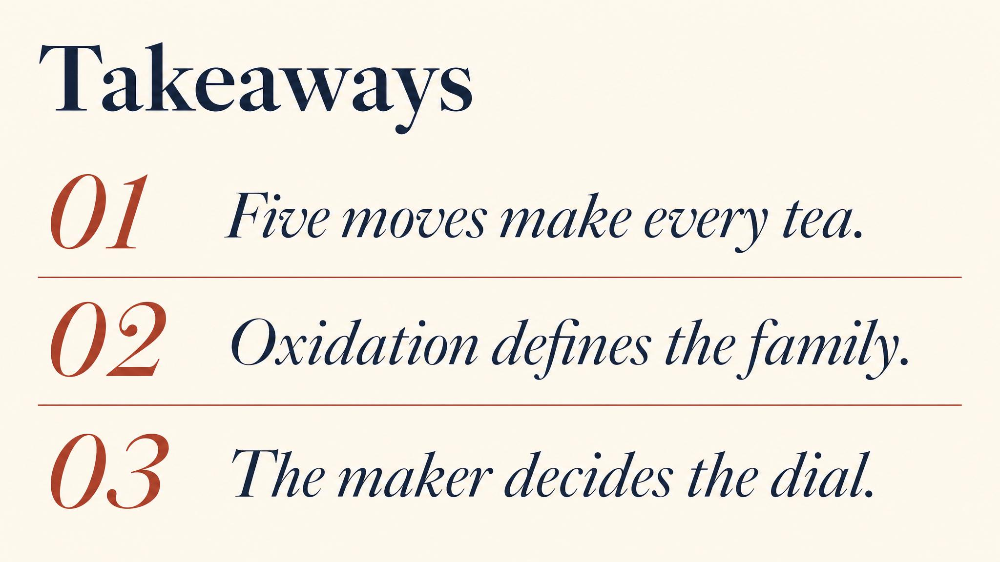 Takeaways
01 Five moves make every tea.
02 Oxidation defines the family.
03 The maker decides the dial.